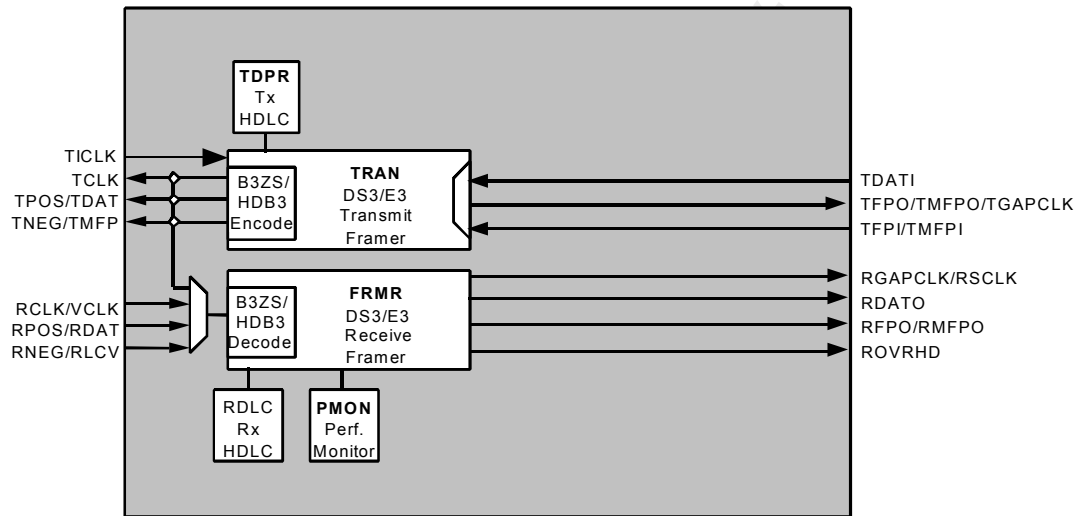 TDPR
Tx
HDLC
TICLK
TCLK
TPOS/TDAT
TNEG/TMFP
B3ZS/
HDB3
Encode
TRAN
DS3/E3
Transmit
Framer
TDATI
TFPO/TMFPO/TGAPCLK
TFPI/TMFPI
RCLK/VCLK
RPOS/RDAT
RNEG/RLCV
B3ZS/
HDB3
Decode
FRMR
DS3/E3
Receive
Framer
RGAPCLK/RSCLK
RDATO
RFPO/RMFPO
ROVRHD
RDLC
Rx
HDLC
PMON
Perf.
Monitor